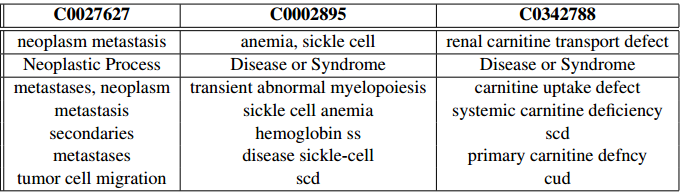 C0027627 C0002895 C0342788
neoplasm metastasis anemia, sickle cell renal carnitine transport defect
Neoplastic Process Disease or Syndrome Disease or Syndrome
metastases, neoplasm transient abnormal myelopoiesis carnitine uptake defect
metastasis sickle cell anemia systemic carnitine deficiency
secondaries hemoglobin ss scd
metastases disease sickle-cell primary carnitine defncy
tumor cell migration scd cud